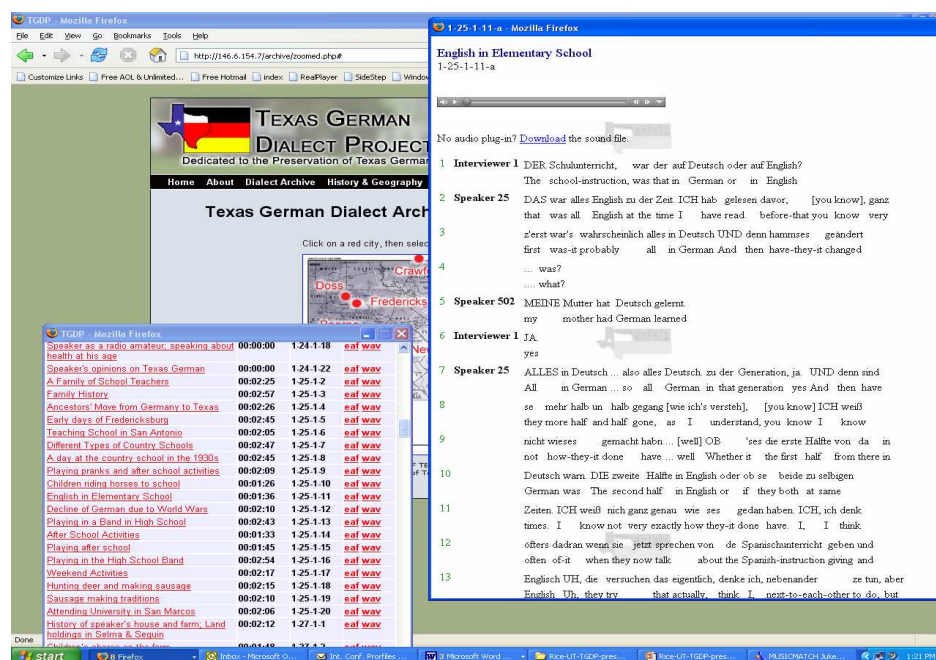 TGDP - Mozilla Firefox
File Edit View Go Bookmarks Tools Help
http://146.6.154.7/archive/zoomed.php#
Customize Links Free AOL & Unlimited... Free Hotmail index RealPlayer SideStep Window
TEXAS GERMAN
DIALECT PROJECT
Dedicated to the Preservation of Texas German
Home About Dialect Archive History & Geography
Texas German Dialect Arch
Click on a red city, then selec
Crawf
Doss
Fredericks
Boerne
Nev
TGDP - Mozilla Firefox
Speaker as a radio amateur, speaking about health at his age 00:00:00 1-24-1-18 eaf wav
Speaker's opinions on Texas German 00:00:00 1-24-1-22 eaf wav
A Family of School Teachers 00:02:25 1-25-1-2 eaf wav
Family History 00:02:57 1-25-1-3 eaf wav
Ancestors' Move from Germany to Texas 00:02:26 1-25-1-4 eaf wav
Early days of Fredericksburg 00:02:45 1-25-1-5 eaf wav
Teaching School in San Antonio 00:02:05 1-25-1-6 eaf wav
Different Types of Country Schools 00:02:47 1-25-1-7 eaf wav
A day at the country school in the 1930s 00:02:45 1-25-1-8 eaf wav
Playing pranks and after school activities 00:02:09 1-25-1-9 eaf wav
Children riding horses to school 00:01:26 1-25-1-10 eaf wav
English in Elementary School 00:01:36 1-25-1-11 eaf wav
Decline of German due to World Wars 00:02:10 1-25-1-12 eaf wav
Playing in a Band in High School 00:02:43 1-25-1-13 eaf wav
After School Activities 00:01:33 1-25-1-14 eaf wav
Playing after school 00:01:45 1-25-1-15 eaf wav
Playing in the High School Band 00:02:54 1-25-1-16 eaf wav
Weekend Activities 00:02:17 1-25-1-17 eaf wav
Hunting deer and making sausage 00:02:15 1-25-1-18 eaf wav
Sausage making traditions 00:02:10 1-25-1-19 eaf wav
Attending University in San Marcos 00:02:06 1-25-1-20 eaf wav
History of speaker's house and farm; Land holdings in Selma & Seguin 00:02:12 1-27-1-1 eaf wav
Children's chores on the farm 00:01:48 1-27-1-2 eaf wav
1-25-1-11-a - Mozilla Firefox
English in Elementary School
1-25-1-11-a
No audio plug-in? Download the sound file.
1 Interviewer 1 DER Schulunterricht, war der auf Deutsch oder auf English?
The school-instruction, was that in German or in English
2 Speaker 25 DAS war alles English zu der Zeit. ICH hab gelesen davor, [you know], ganz
that was all English at the time I have read before-that you know very
3 z'erst war's wahrscheinlich alles in Deutsch UND denn hammses geändert
first was-it probably all in German And then have-they-it changed
4 ... was?
.... what?
5 Speaker 502 MEINE Mutter hat Deutsch gelernt.
my mother had German learned
6 Interviewer 1 JA.
yes
7 Speaker 25 ALLES in Deutsch ... also alles Deutsch. zu der Generation, ja. UND denn sind
All in German ... so all German in that generation yes And then have
8 se mehr halb un halb gegang [wie ich's versteh], [you know] ICH weiß
they more half and half gone, as I understand, you know I know
9 nicht wieses gemacht habn ... [well] OB 'ses die erste Hälfte von da in
not how-they-it done have ... well Whether it the first half from there in
10 Deutsch warn. DIE zweite Hälfte in English oder ob se beide zu selbigen
German was The second half in English or if they both at same
11 Zeiten. ICH weiß nich ganz genau wie ses gedan haben. ICH, ich denk
times. I know not very exactly how they-it done have. I, I think
12 öfters dadran wenn sie jetzt sprechen von de Spanischunterricht geben und
often of-it when they now talk about the Spanish-instruction giving and
13 Englisch UH, die versuchen das eigentlich, denke ich, nebenander ze tun, aber
English Uh, they try that actually, think I, next-to-each-other to do, but
Done
start 8 Firefox Inbox - Microsoft O... Int. Conf. Profiles ... 3 Microsoft Word ... Rice-UT-TGDP-pres... Rice-UT-TGDP-pres... MUSICMATCH Juke... 1:21 PM